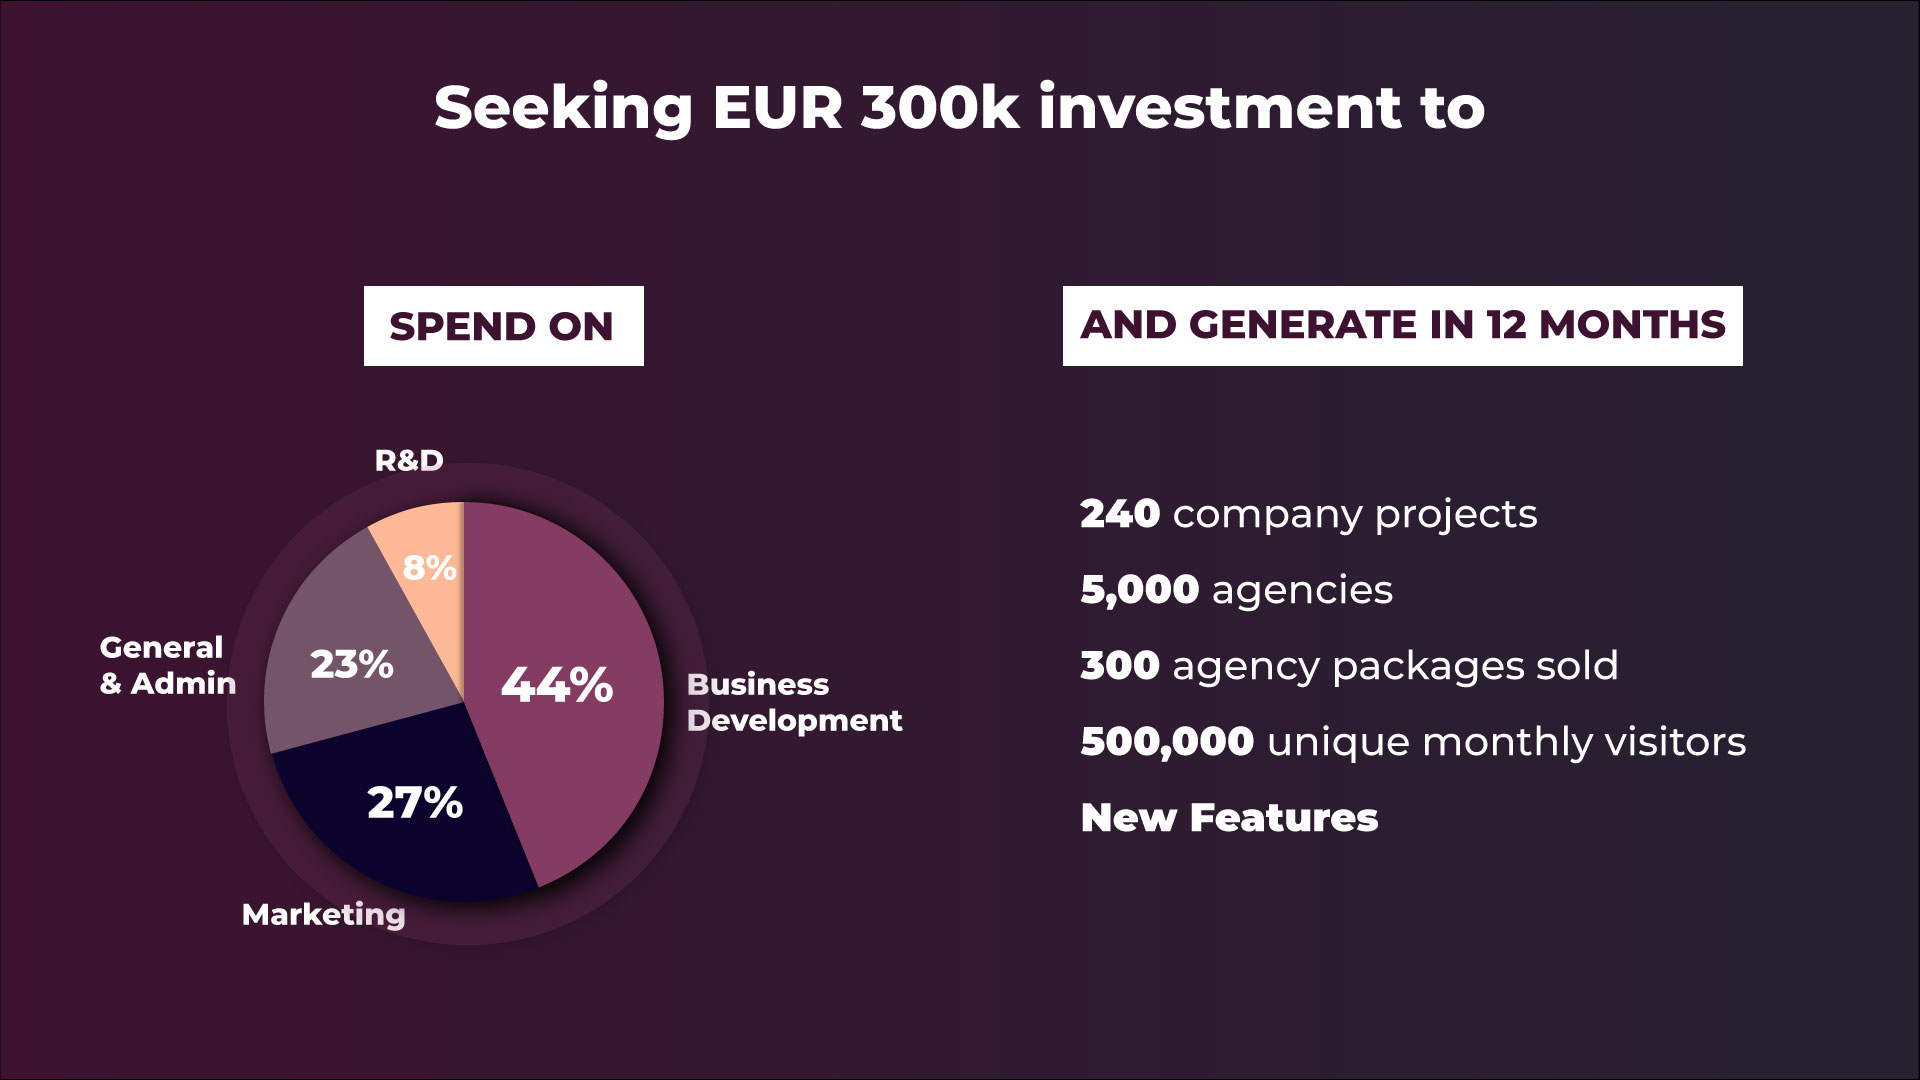 Seeking EUR 300k investment to
SPEND ON
R&D
8%
General
& Admin
23%
44%
Business
Development
27%
Marketing
AND GENERATE IN 12 MONTHS
240 company projects
5,000 agencies
300 agency packages sold
500,000 unique monthly visitors
New Features